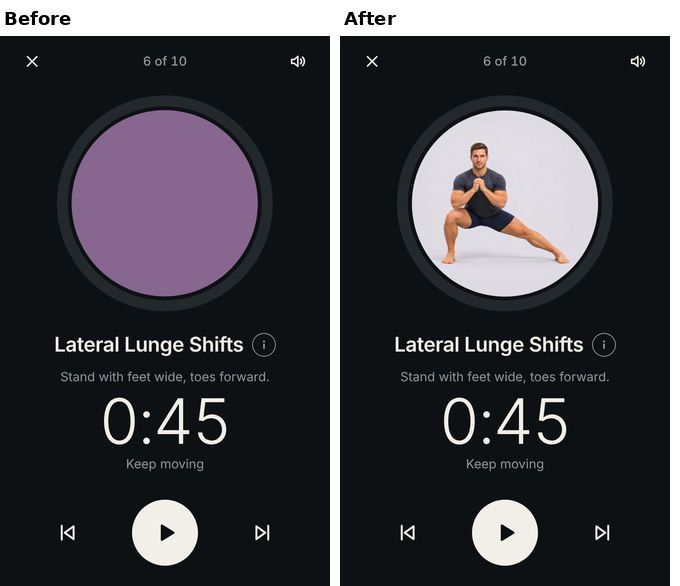 Before
6 of 10
Lateral Lunge Shifts
Stand with feet wide, toes forward.
0:45
Keep moving
After
6 of 10
Lateral Lunge Shifts
Stand with feet wide, toes forward.
0:45
Keep moving